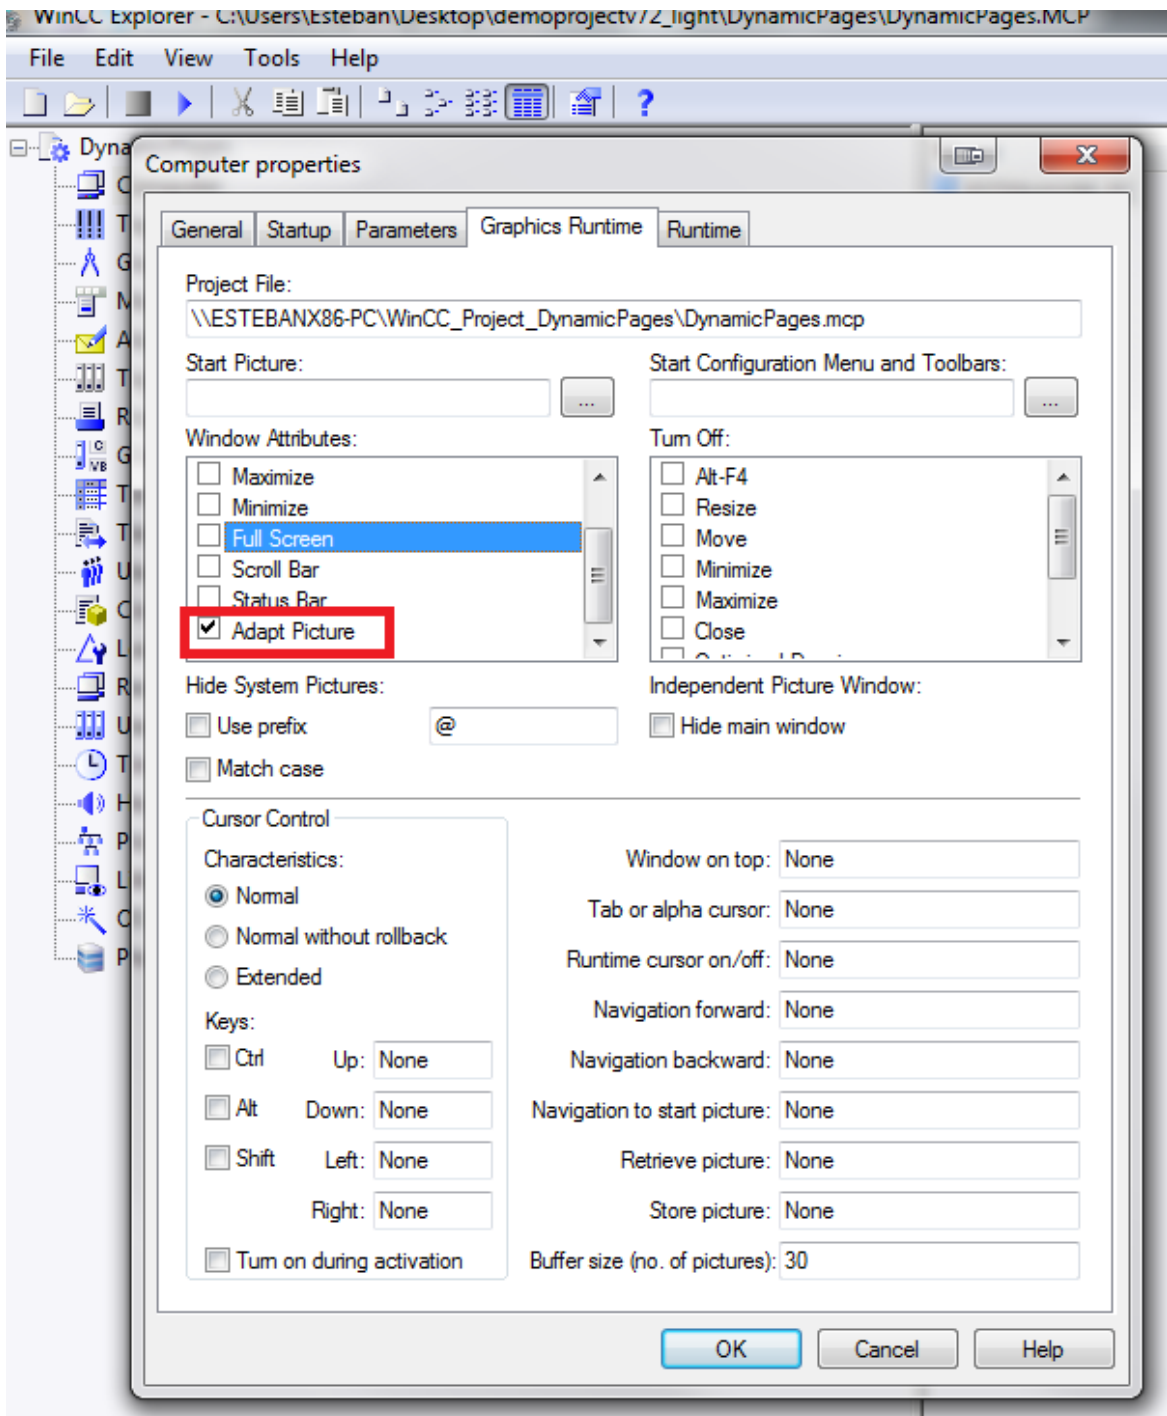 WinCC Explorer - C:\Users\Esteban\Desktop\demoprojectv72_light\DynamicPages\DynamicPages.MCP
File Edit View Tools Help
Computer properties
General Startup Parameters Graphics Runtime Runtime
Project File:
\\ESTEBANX86-PC\WinCC_Project_DynamicPages\DynamicPages.mcp
Start Picture: Start Configuration Menu and Toolbars:
... ...
Window Attributes: Turn Off:
Maximize Alt-F4
Minimize Resize
Full Screen Move
Scroll Bar Minimize
Status Bar Maximize
Adapt Picture Close
Hide System Pictures: Independent Picture Window:
Use prefix @ Hide main window
Match case
Cursor Control
Characteristics: Window on top: None
Normal Tab or alpha cursor: None
Normal without rollback Runtime cursor on/off: None
Extended Navigation forward: None
Keys:
Ctrl Up: None Navigation backward: None
Alt Down: None Navigation to start picture: None
Shift Left: None Retrieve picture: None
Right: None Store picture: None
Turn on during activation Buffer size (no. of pictures): 30
OK Cancel Help